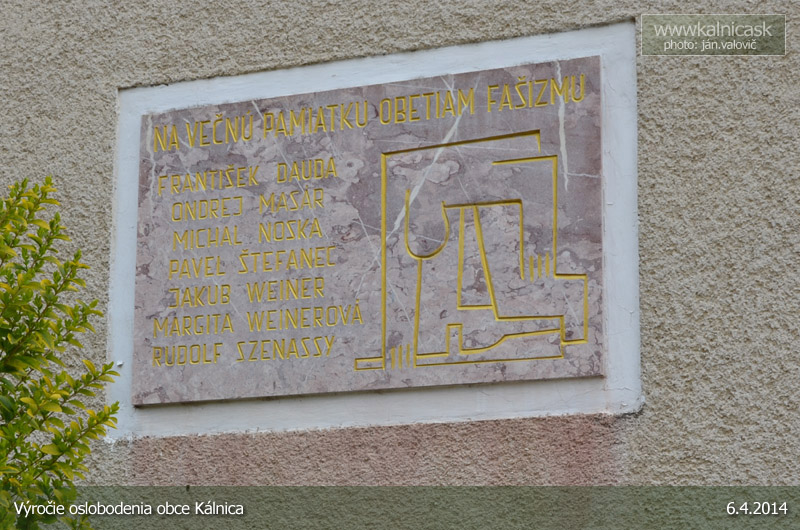 www.kalnica.sk
photo: ján.valovič
NA VEČNÚ PAMIATKU OBETIAM FAŠIZMU
FRANTIŠEK DAUDA
ONDREJ MASÁR
MICHAL NOSKA
PAVEL ŠTEFANEC
JAKUB WEINER
MARGITA WEINEROVÁ
RUDOLF SZENASSY
Výročie oslobodenia obce Kálnica
6.4.2014